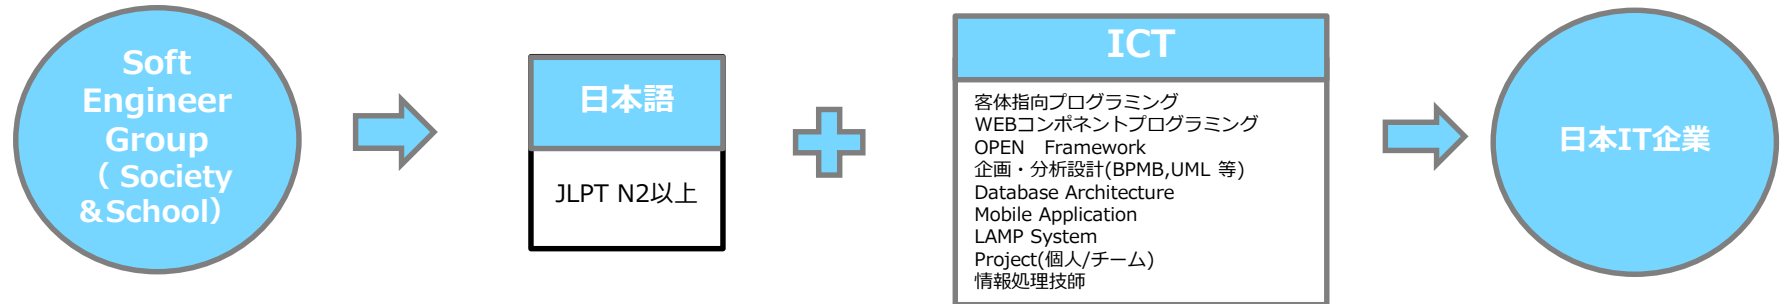 Soft
Engineer
Group
（ Society
&School）
日本語
JLPT N2以上
ICT
客体指向プログラミング
WEBコンポネントプログラミング
OPEN　Framework
企画・分析設計(BPMB,UML 等)
Database Architecture
Mobile Application
LAMP System
Project(個人/チーム)
情報処理技師
日本IT企業